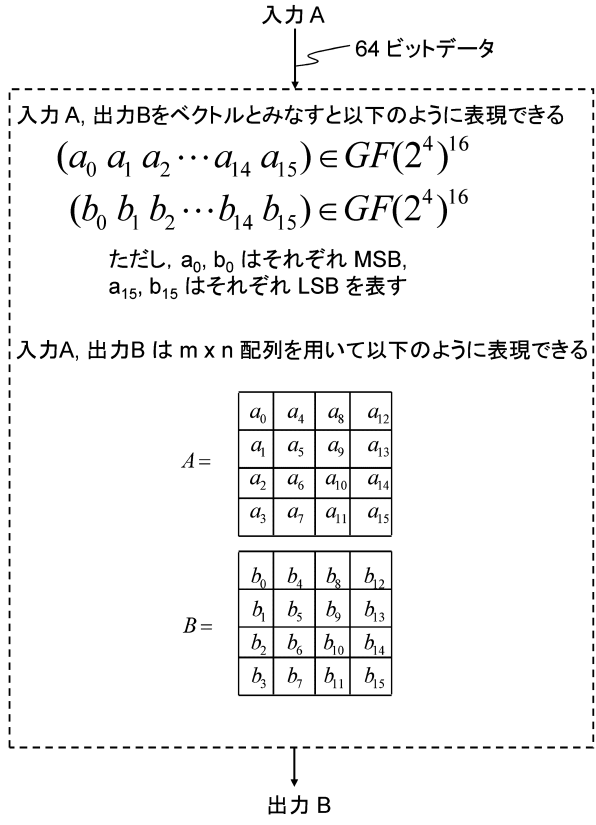 入力 A
64 ビットデータ
入力 A, 出力Bをベクトルとみなすと以下のように表現できる
(a₀ a₁ a₂ ⋯ a₁₄ a₁₅) ∈ GF(2⁴)¹⁶
(b₀ b₁ b₂ ⋯ b₁₄ b₁₅) ∈ GF(2⁴)¹⁶
ただし, a₀, b₀ はそれぞれ MSB,
a₁₅, b₁₅ はそれぞれ LSB を表す
入力A, 出力B は m x n 配列を用いて以下のように表現できる
a₀ a₄ a₈ a₁₂
a₁ a₅ a₉ a₁₃
A =
a₂ a₆ a₁₀ a₁₄
a₃ a₇ a₁₁ a₁₅
b₀ b₄ b₈ b₁₂
b₁ b₅ b₉ b₁₃
B =
b₂ b₆ b₁₀ b₁₄
b₃ b₇ b₁₁ b₁₅
出力 B